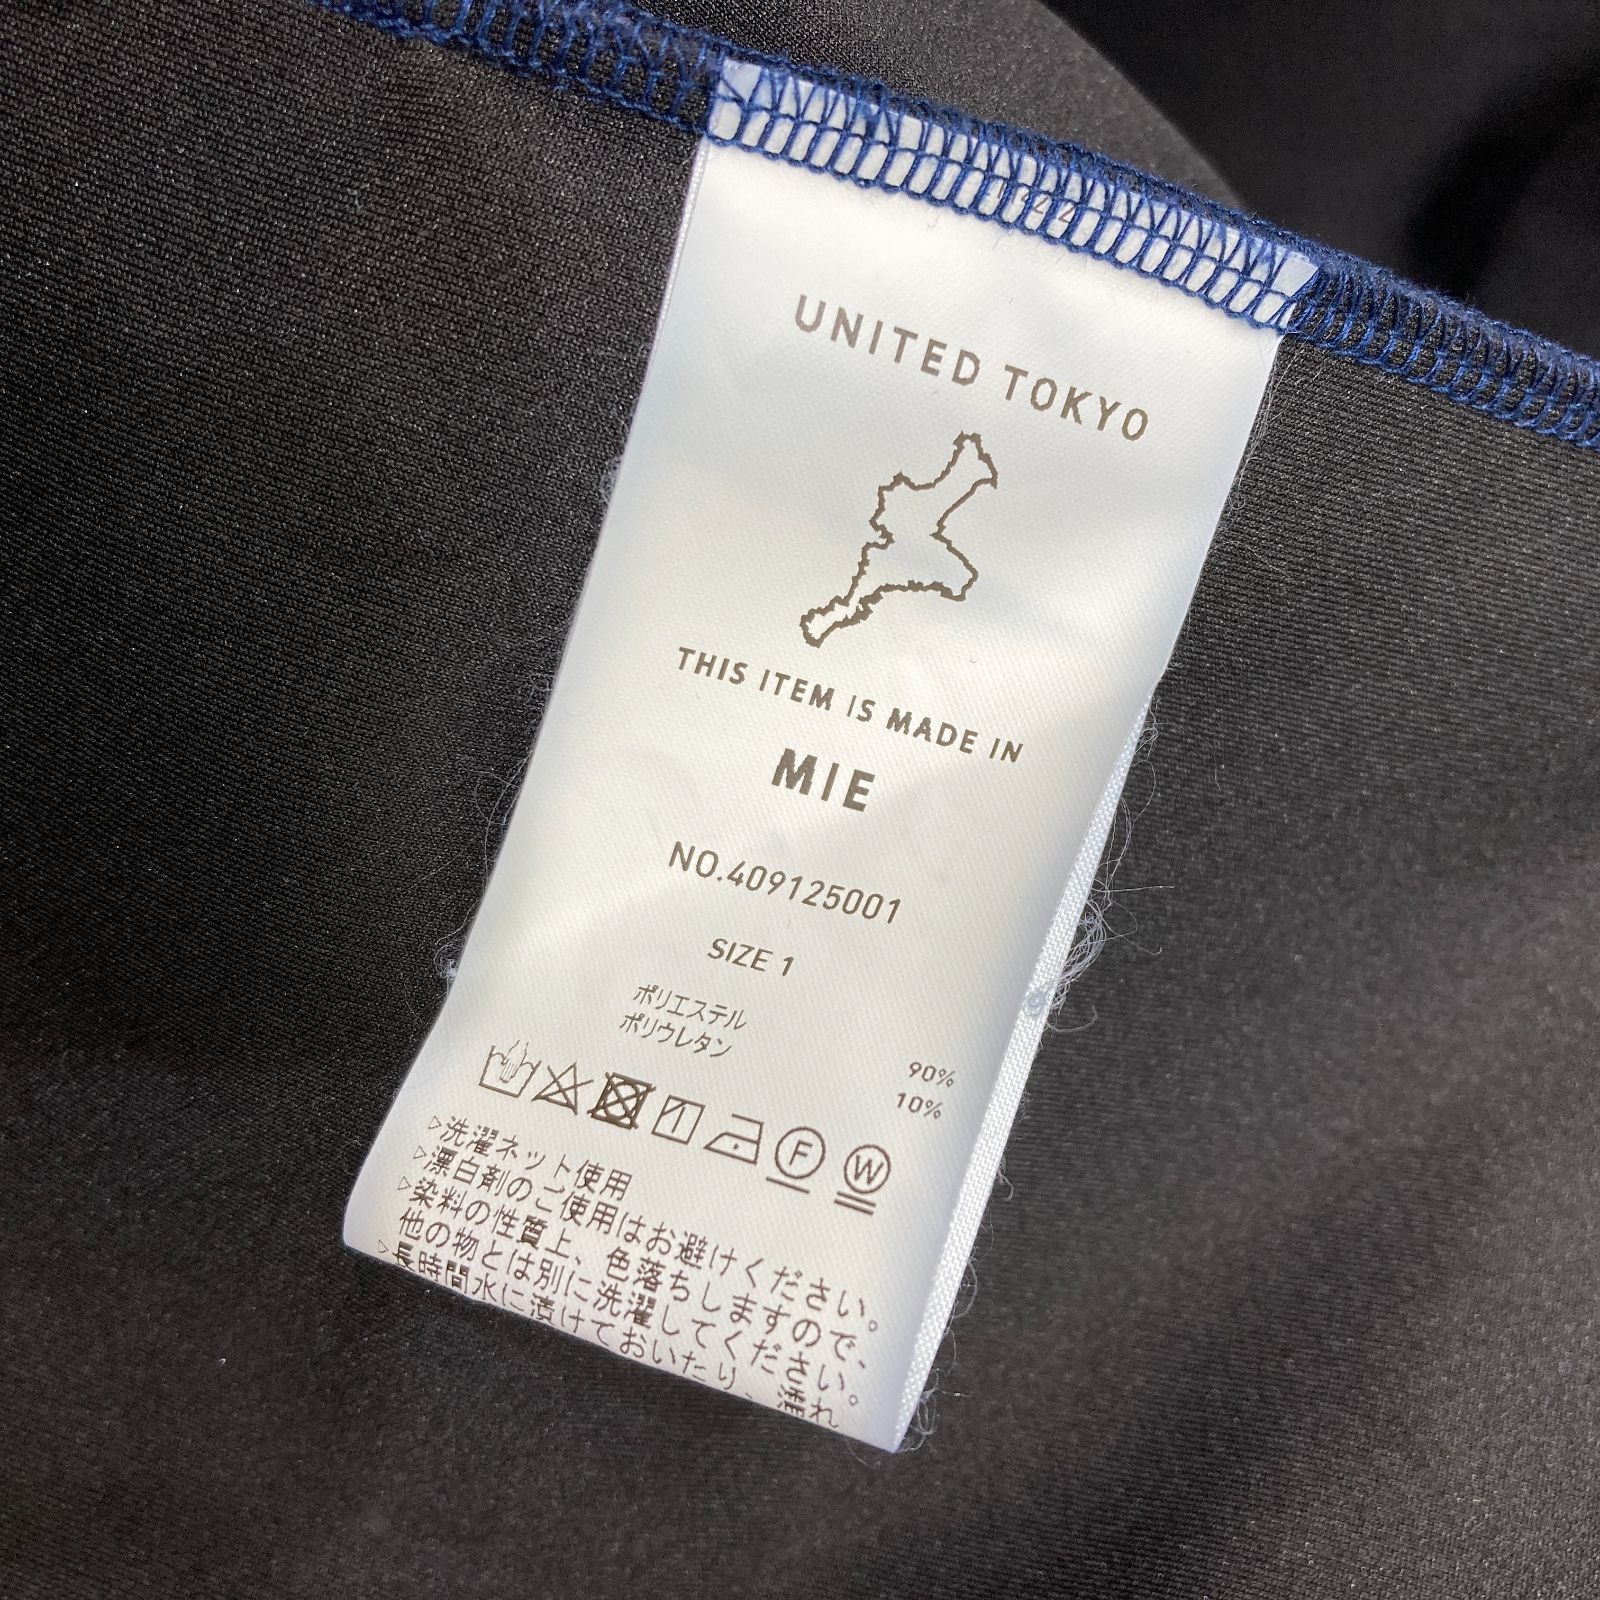 UNITED TOKYO
THIS ITEM IS MADE IN
MIE
NO.409125001
SIZE 1
ポリエステル 90%
ポリウレタン 10%
F W
▷洗濯ネット使用
▷漂白剤のご使用はお避けください。
▷染料の性質上、色落ちしますので、
他の物とは別に洗濯してください。
▷長時間水に漬けておいたり、濡れ